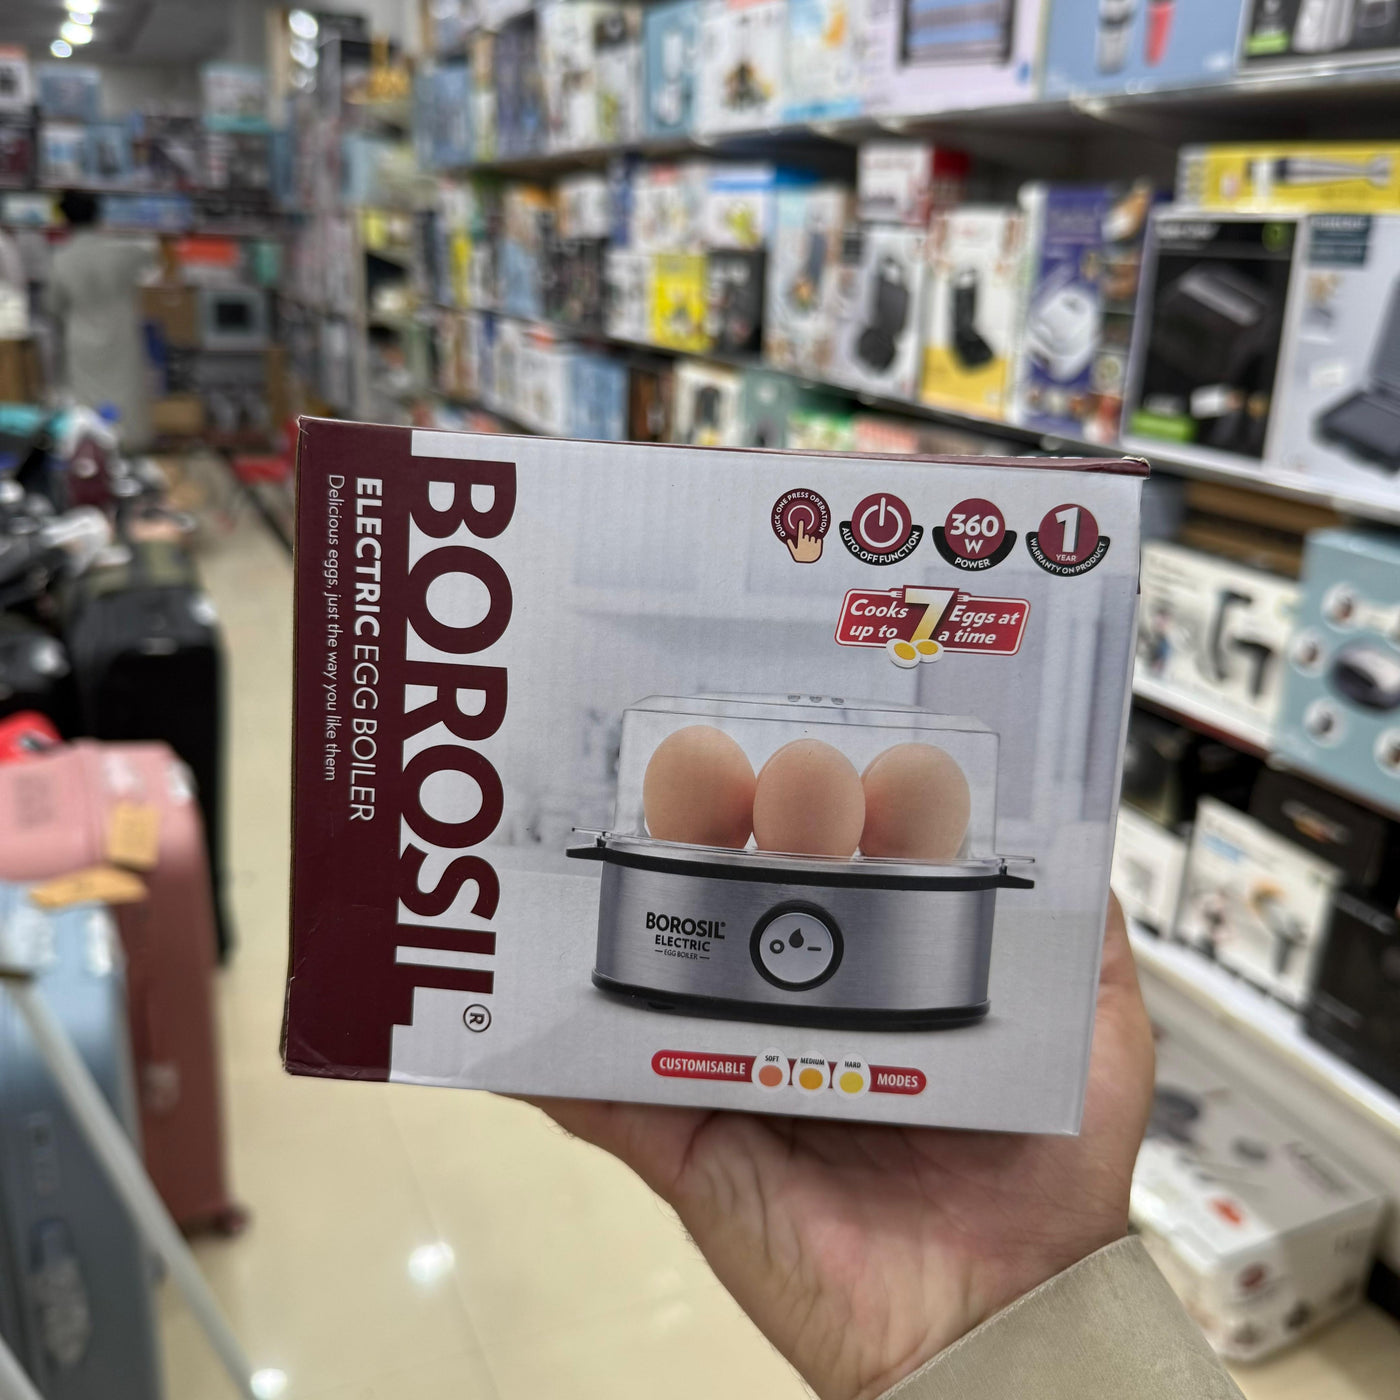 BOROSIL®
ELECTRIC EGG BOILER
Delicious eggs, just the way you like them
QUICK ONE PRESS OPERATION
AUTO OFF FUNCTION
360
W
POWER
1
YEAR
WARRANTY ON PRODUCT
Cooks 7 Eggs at
up to a time
BOROSIL®
ELECTRIC
EGG BOILER
CUSTOMISABLE SOFT MEDIUM HARD MODES